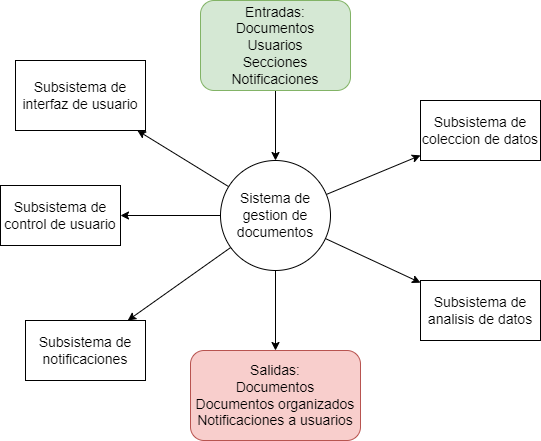 Entradas:
Documentos
Usuarios
Secciones
Notificaciones
Subsistema de
interfaz de usuario
Subsistema de
coleccion de datos
Subsistema de
control de usuario
Sistema de
gestion de
documentos
Subsistema de
notificaciones
Subsistema de
analisis de datos
Salidas:
Documentos
Documentos organizados
Notificaciones a usuarios